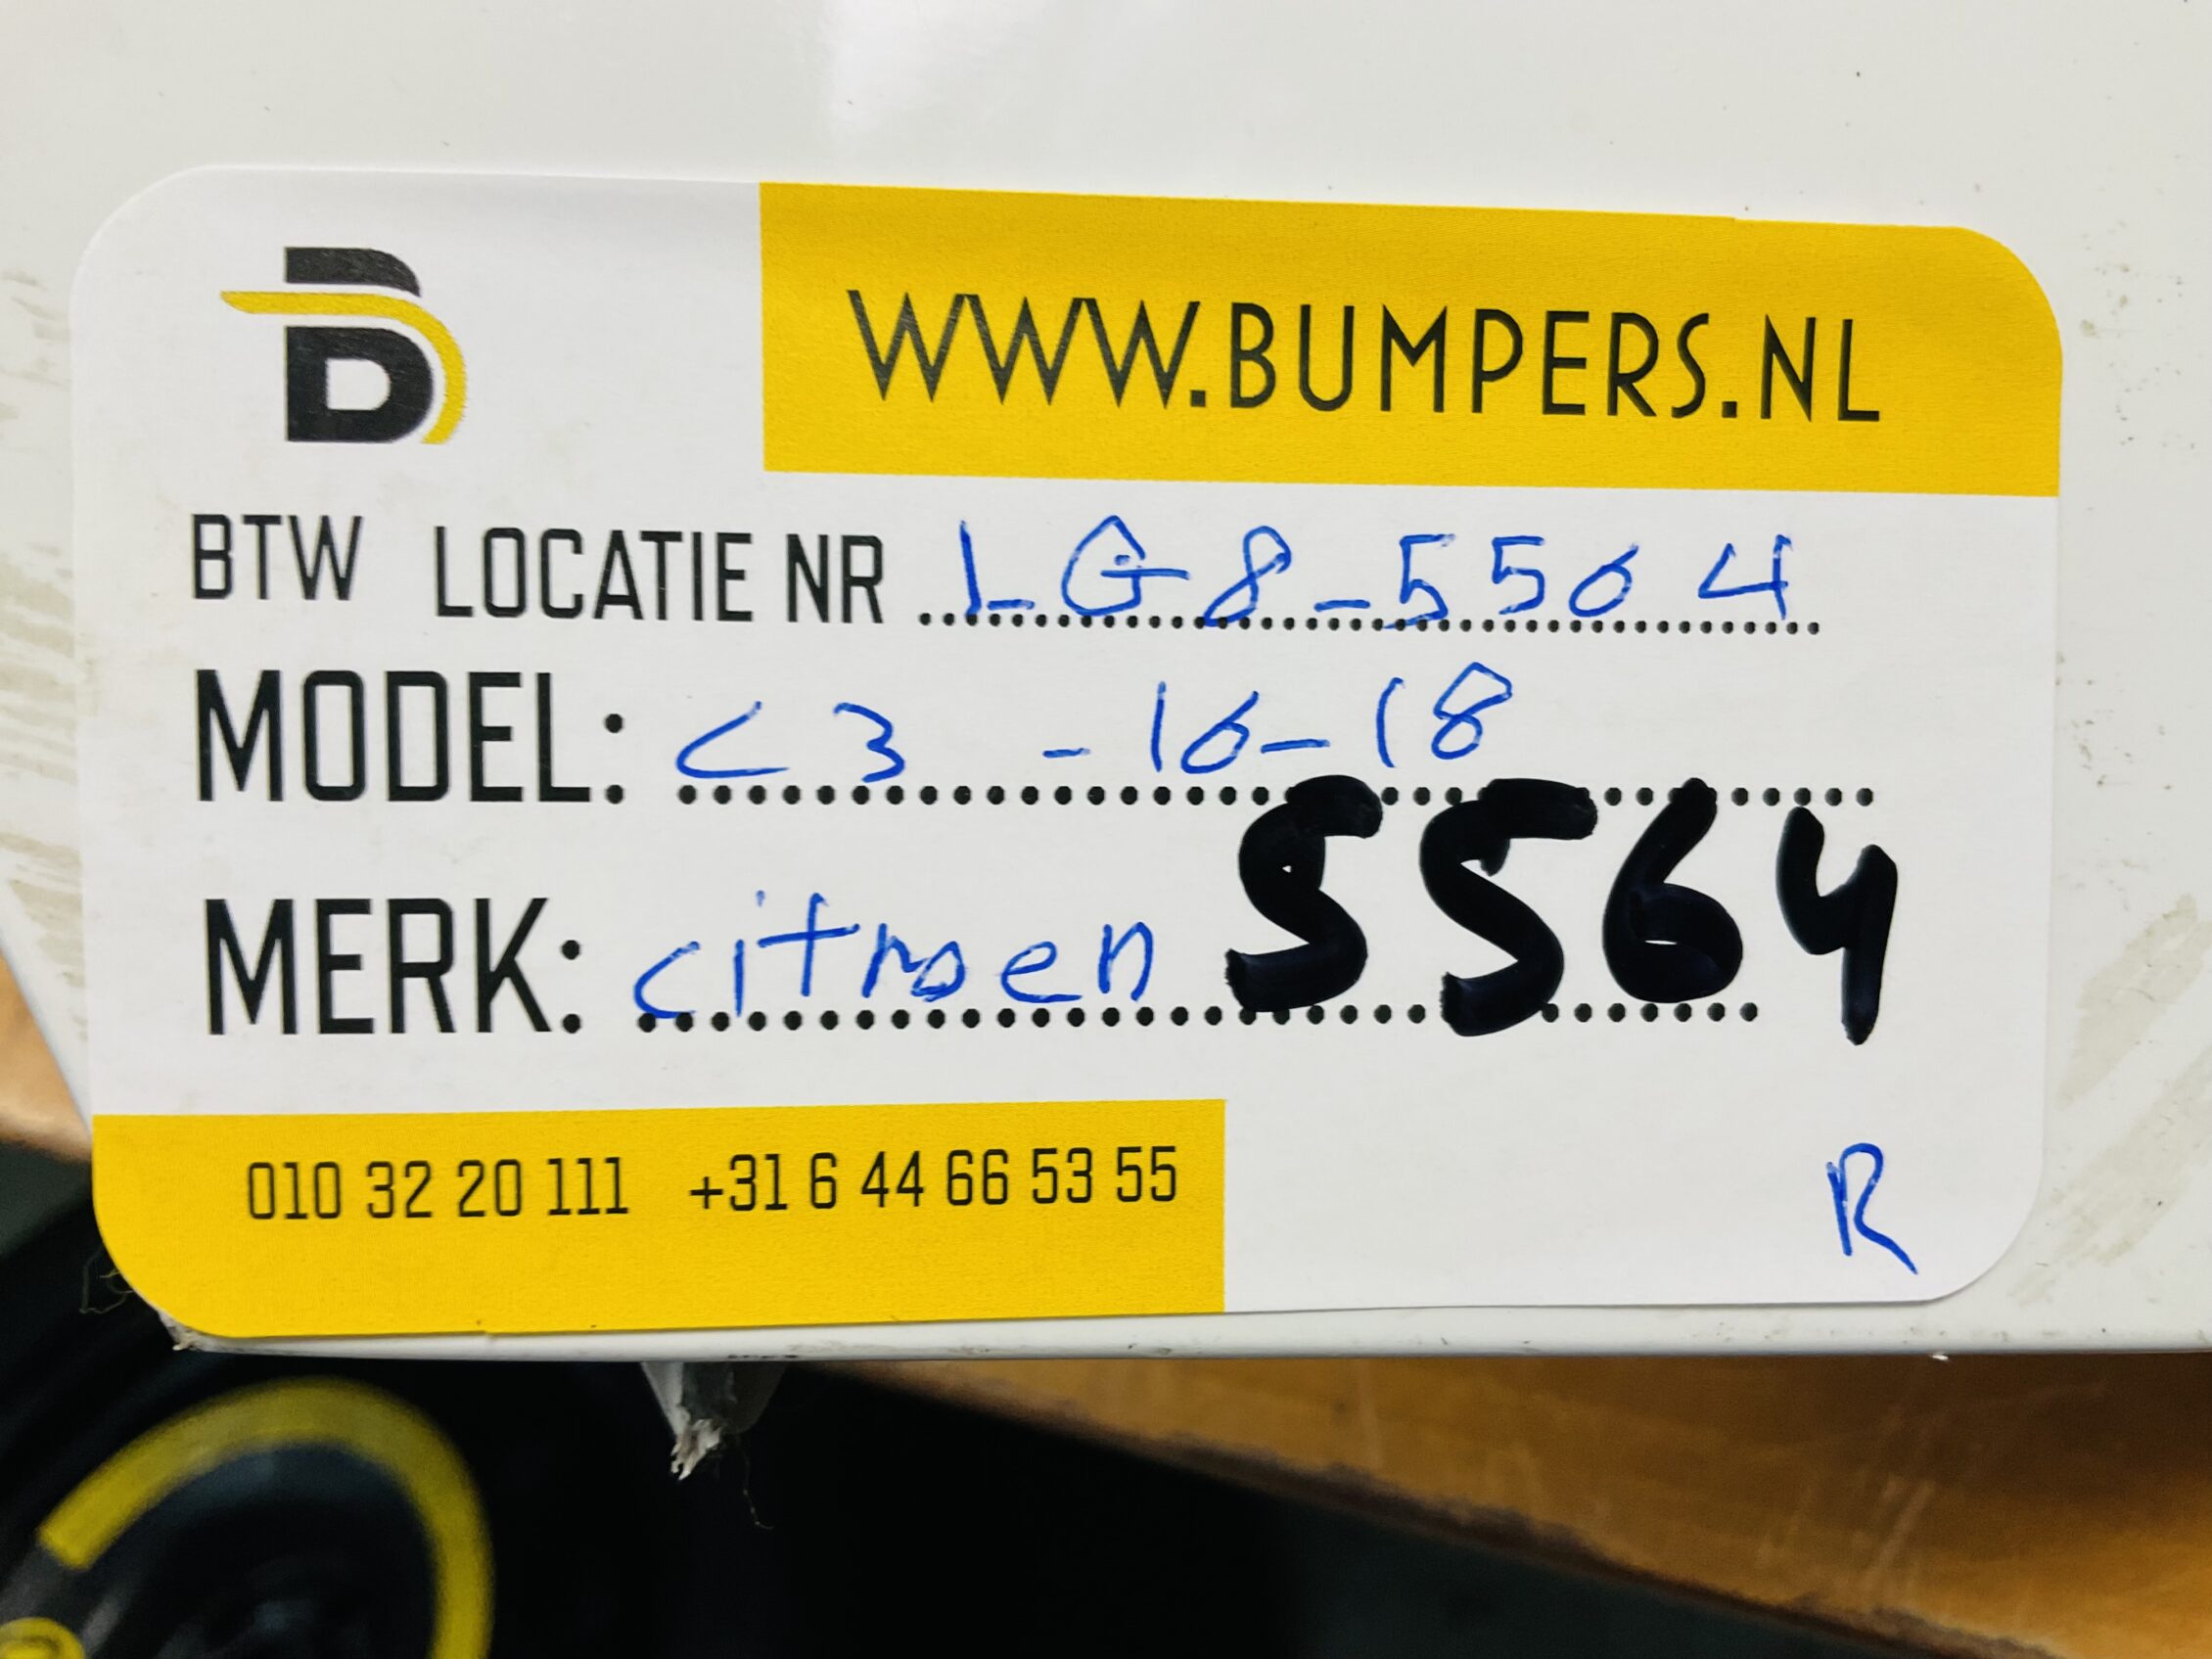 B
WWW.BUMPERS.NL
BTW LOCATIE NR LG8-5564
MODEL: C3 - 16-18
MERK: citroen 5564
010 32 20 111 +31 6 44 66 53 55
R